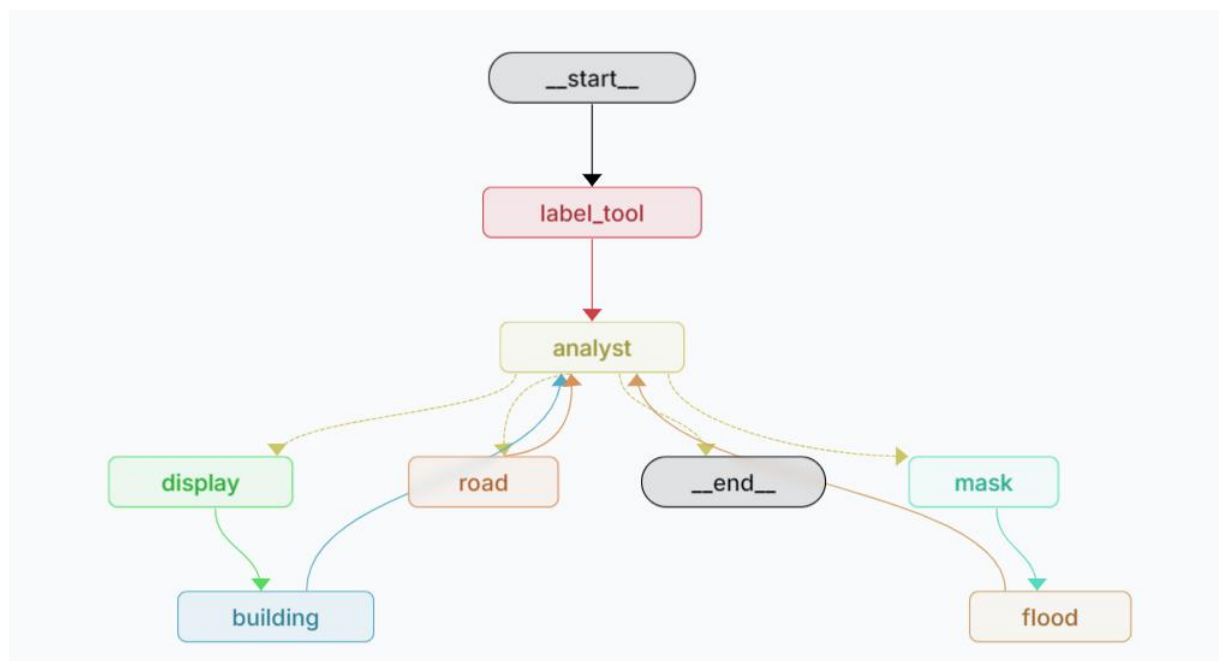 __start__
label_tool
analyst
display
road
__end__
mask
building
flood